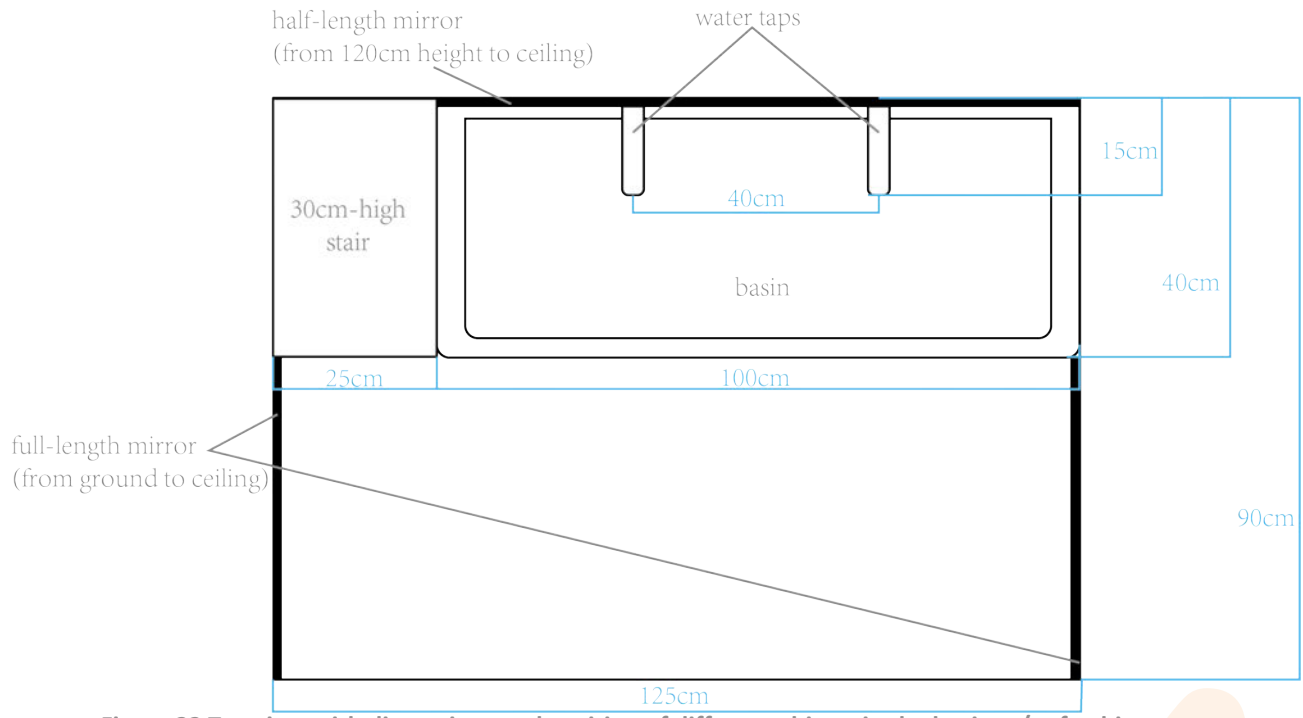 half-length mirror
(from 120cm height to ceiling)
water taps
15cm
30cm-high
stair
40cm
basin
40cm
25cm
100cm
full-length mirror
(from ground to ceiling)
90cm
125cm